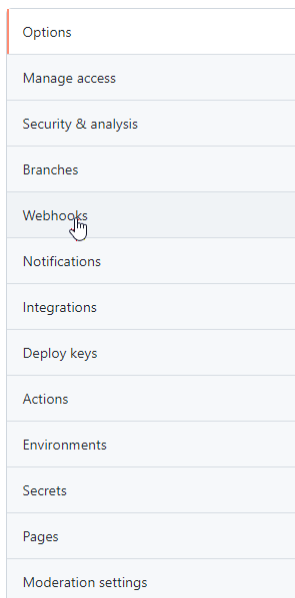 Options
Manage access
Security & analysis
Branches
Webhooks
Notifications
Integrations
Deploy keys
Actions
Environments
Secrets
Pages
Moderation settings